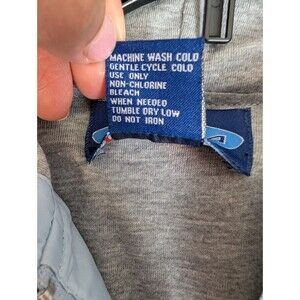 MACHINE WASH COLD
GENTLE CYCLE COLD
USE ONLY
NON-CHLORINE
BLEACH
WHEN NEEDED
TUMBLE DRY LOW
DO NOT IRON